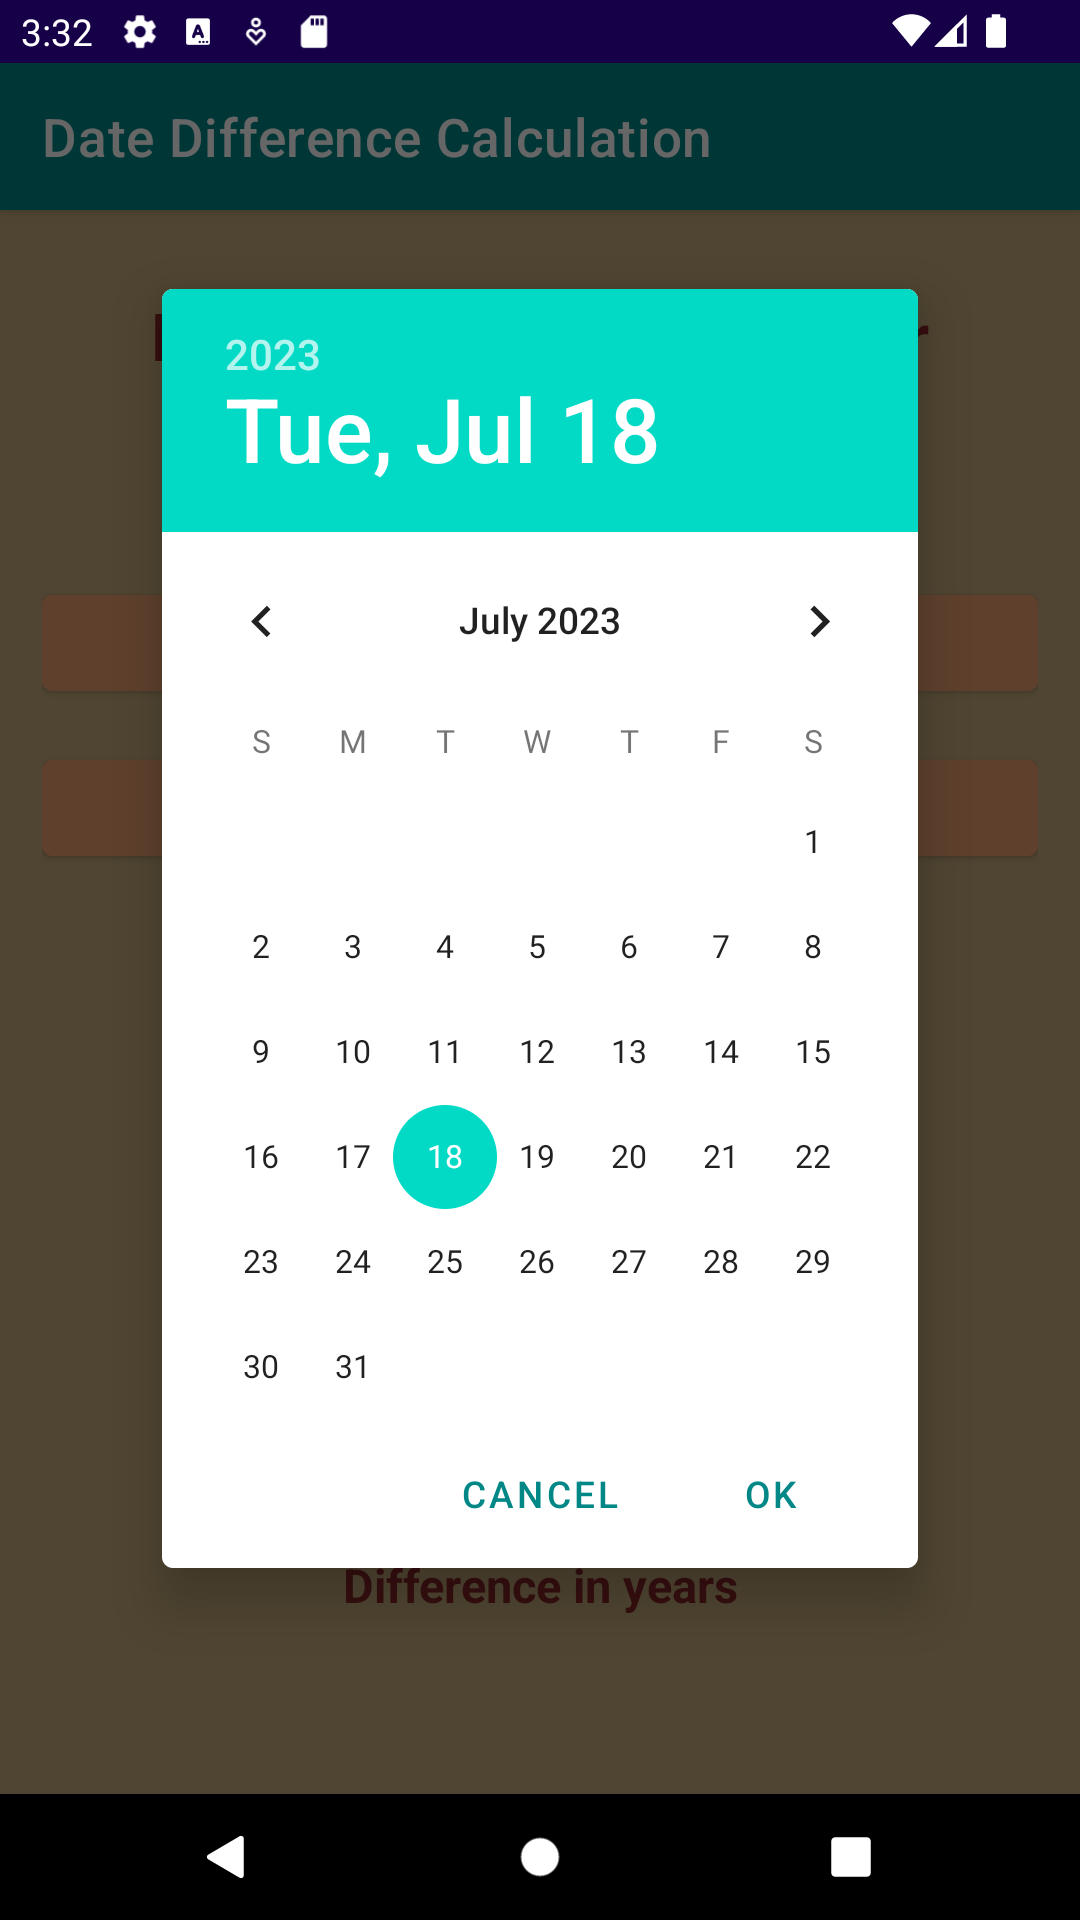 3:32
Date Difference Calculation
2023
Tue, Jul 18
July 2023
S M T W T F S
1
2 3 4 5 6 7 8
9 10 11 12 13 14 15
16 17 18 19 20 21 22
23 24 25 26 27 28 29
30 31
CANCEL OK
Difference in years